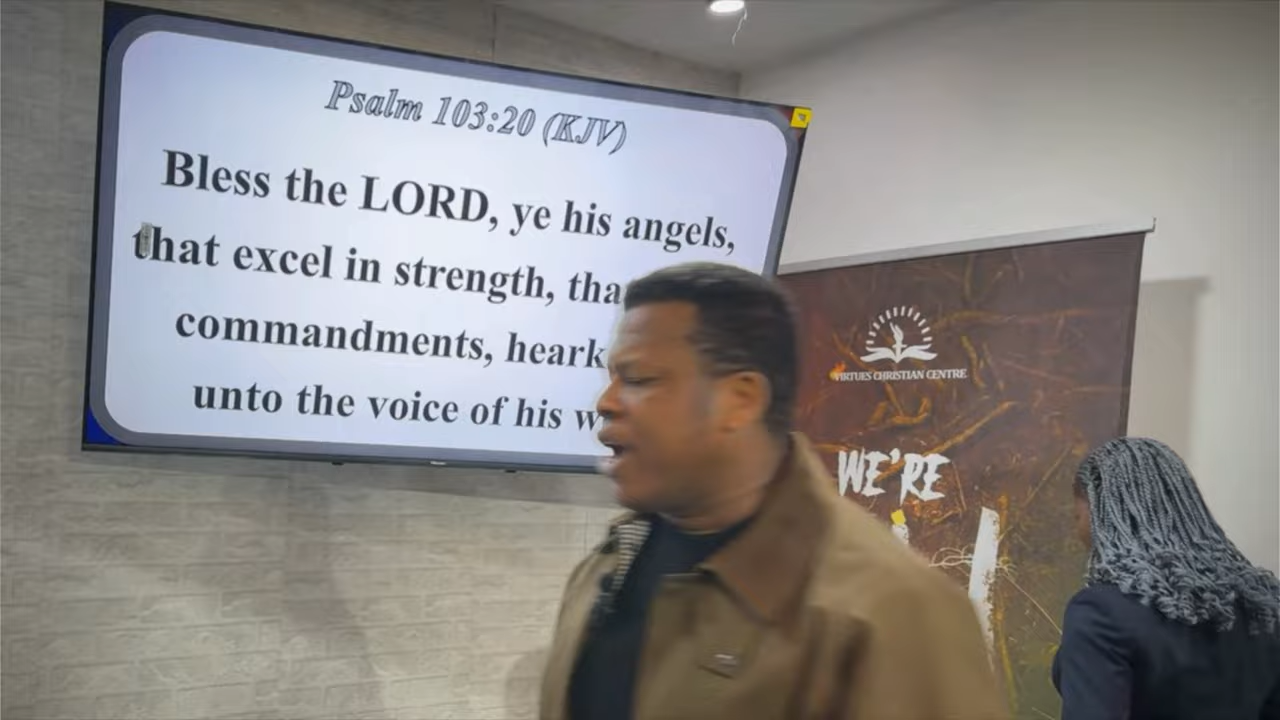 Psalm 103:20 (KJV)
Bless the LORD, ye his angels,
that excel in strength, tha
commandments, heark
unto the voice of his w
VIRTUES CHRISTIAN CENTRE
WE'RE